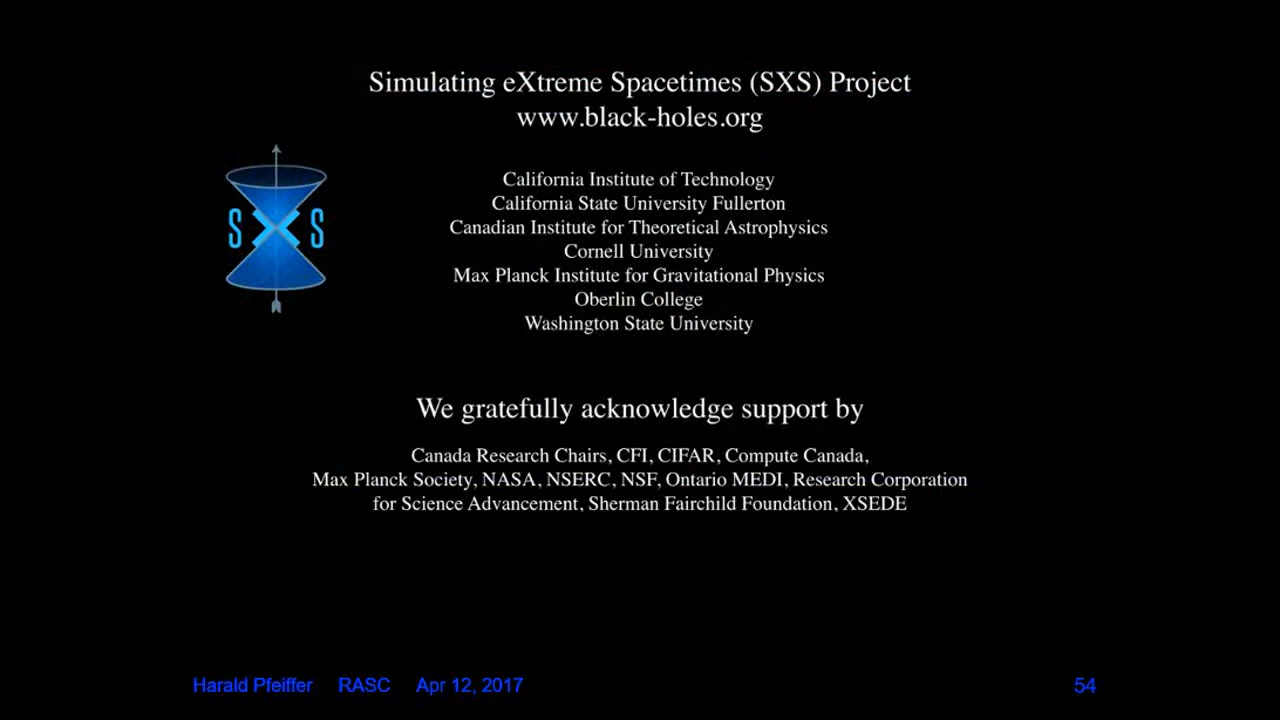 Simulating eXtreme Spacetimes (SXS) Project
www.black-holes.org
SXS
California Institute of Technology
California State University Fullerton
Canadian Institute for Theoretical Astrophysics
Cornell University
Max Planck Institute for Gravitational Physics
Oberlin College
Washington State University
We gratefully acknowledge support by
Canada Research Chairs, CFI, CIFAR, Compute Canada,
Max Planck Society, NASA, NSERC, NSF, Ontario MEDI, Research Corporation
for Science Advancement, Sherman Fairchild Foundation, XSEDE
Harald Pfeiffer RASC Apr 12, 2017 54